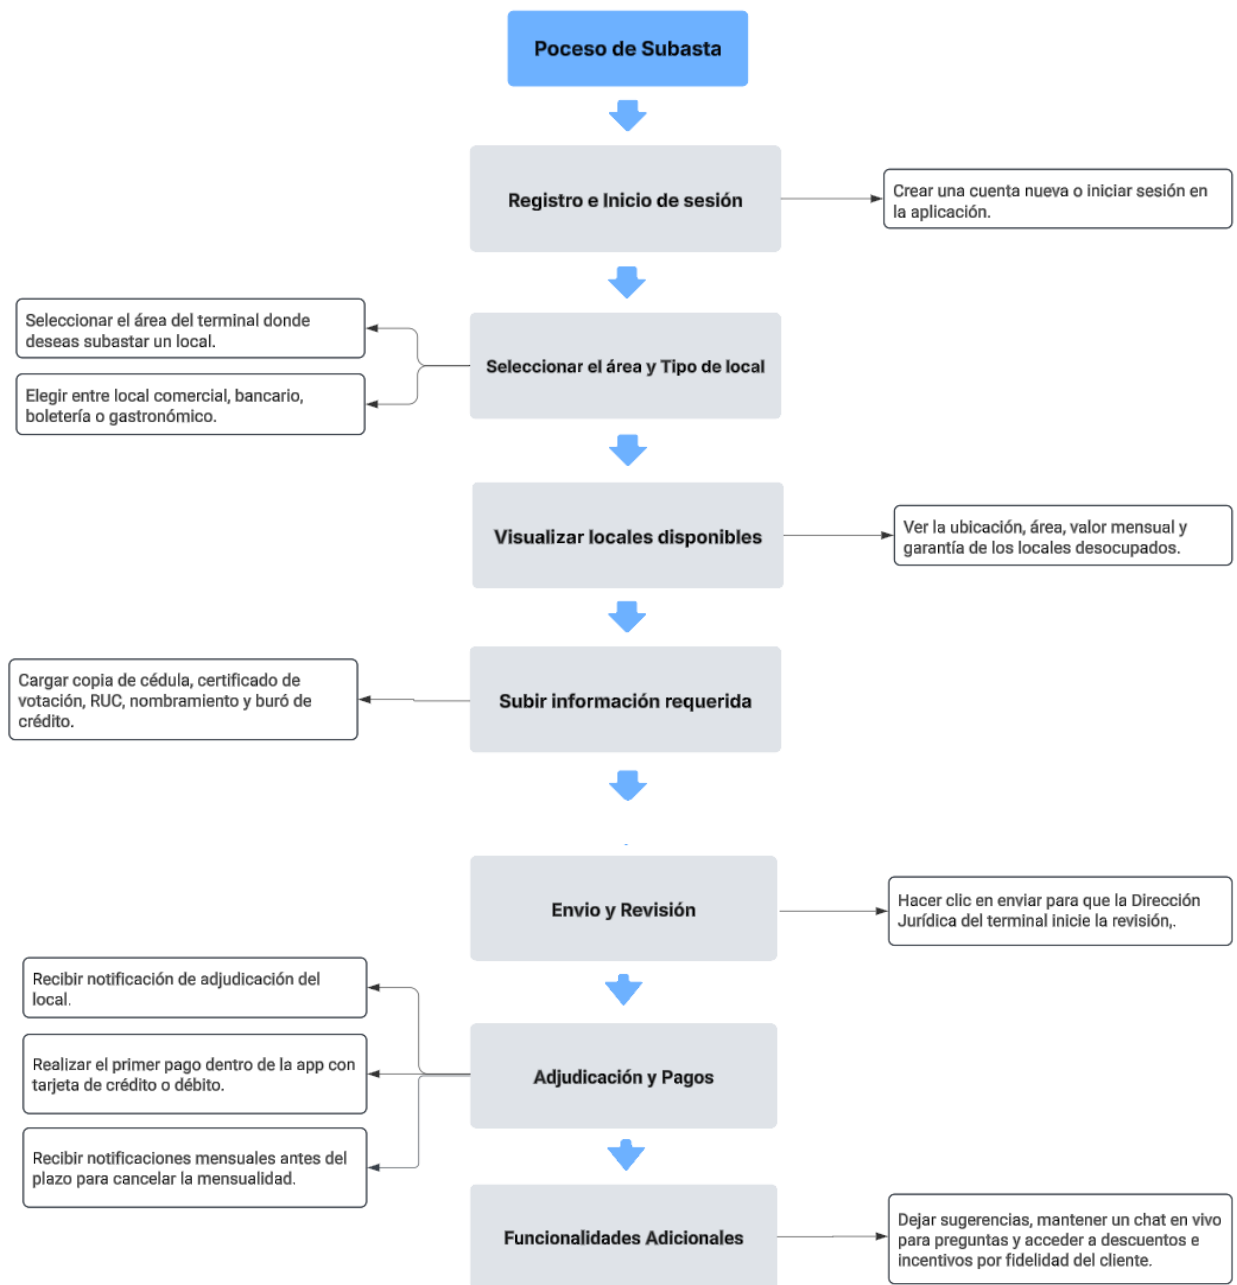 Poceso de Subasta
Registro e Inicio de sesión
Crear una cuenta nueva o iniciar sesión en
la aplicación.
Seleccionar el área y Tipo de local
Seleccionar el área del terminal donde
deseas subastar un local.
Elegir entre local comercial, bancario,
boletería o gastronómico.
Visualizar locales disponibles
Ver la ubicación, área, valor mensual y
garantía de los locales desocupados.
Subir información requerida
Cargar copia de cédula, certificado de
votación, RUC, nombramiento y buró de
crédito.
Envio y Revisión
Hacer clic en enviar para que la Dirección
Jurídica del terminal inicie la revisión,.
Adjudicación y Pagos
Recibir notificación de adjudicación del
local.
Realizar el primer pago dentro de la app con
tarjeta de crédito o débito.
Recibir notificaciones mensuales antes del
plazo para cancelar la mensualidad.
Funcionalidades Adicionales
Dejar sugerencias, mantener un chat en vivo
para preguntas y acceder a descuentos e
incentivos por fidelidad del cliente.